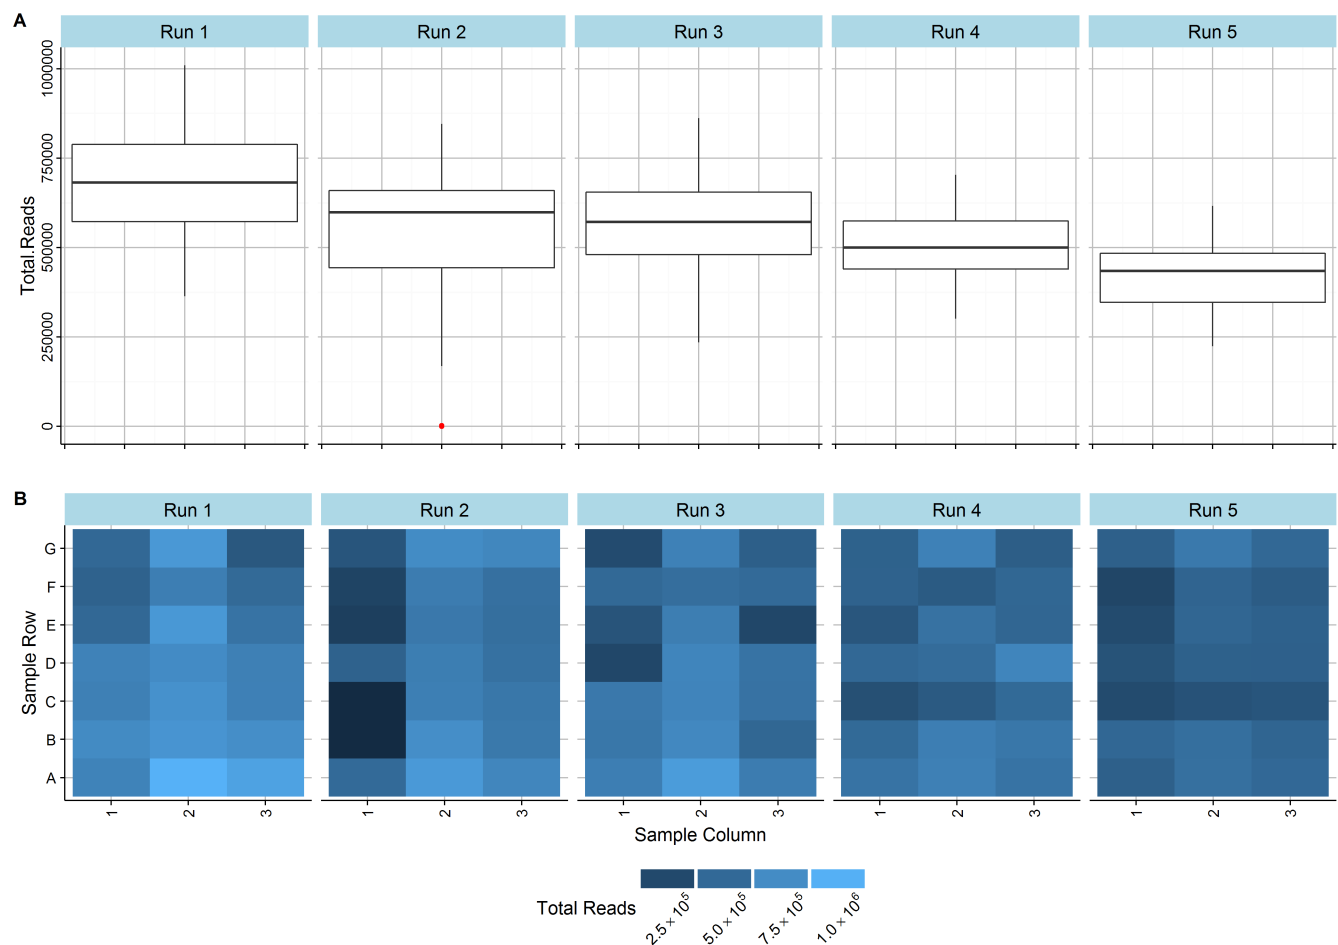 A
Run 1 Run 2 Run 3 Run 4 Run 5
Total.Reads
1000000
750000
500000
250000
0
B
Run 1 Run 2 Run 3 Run 4 Run 5
Sample Row
G
F
E
D
C
B
A
1 2 3 1 2 3 1 2 3 1 2 3 1 2 3
Sample Column
Total Reads
2.5 × 10⁵ 5.0 × 10⁵ 7.5 × 10⁵ 1.0 × 10⁶